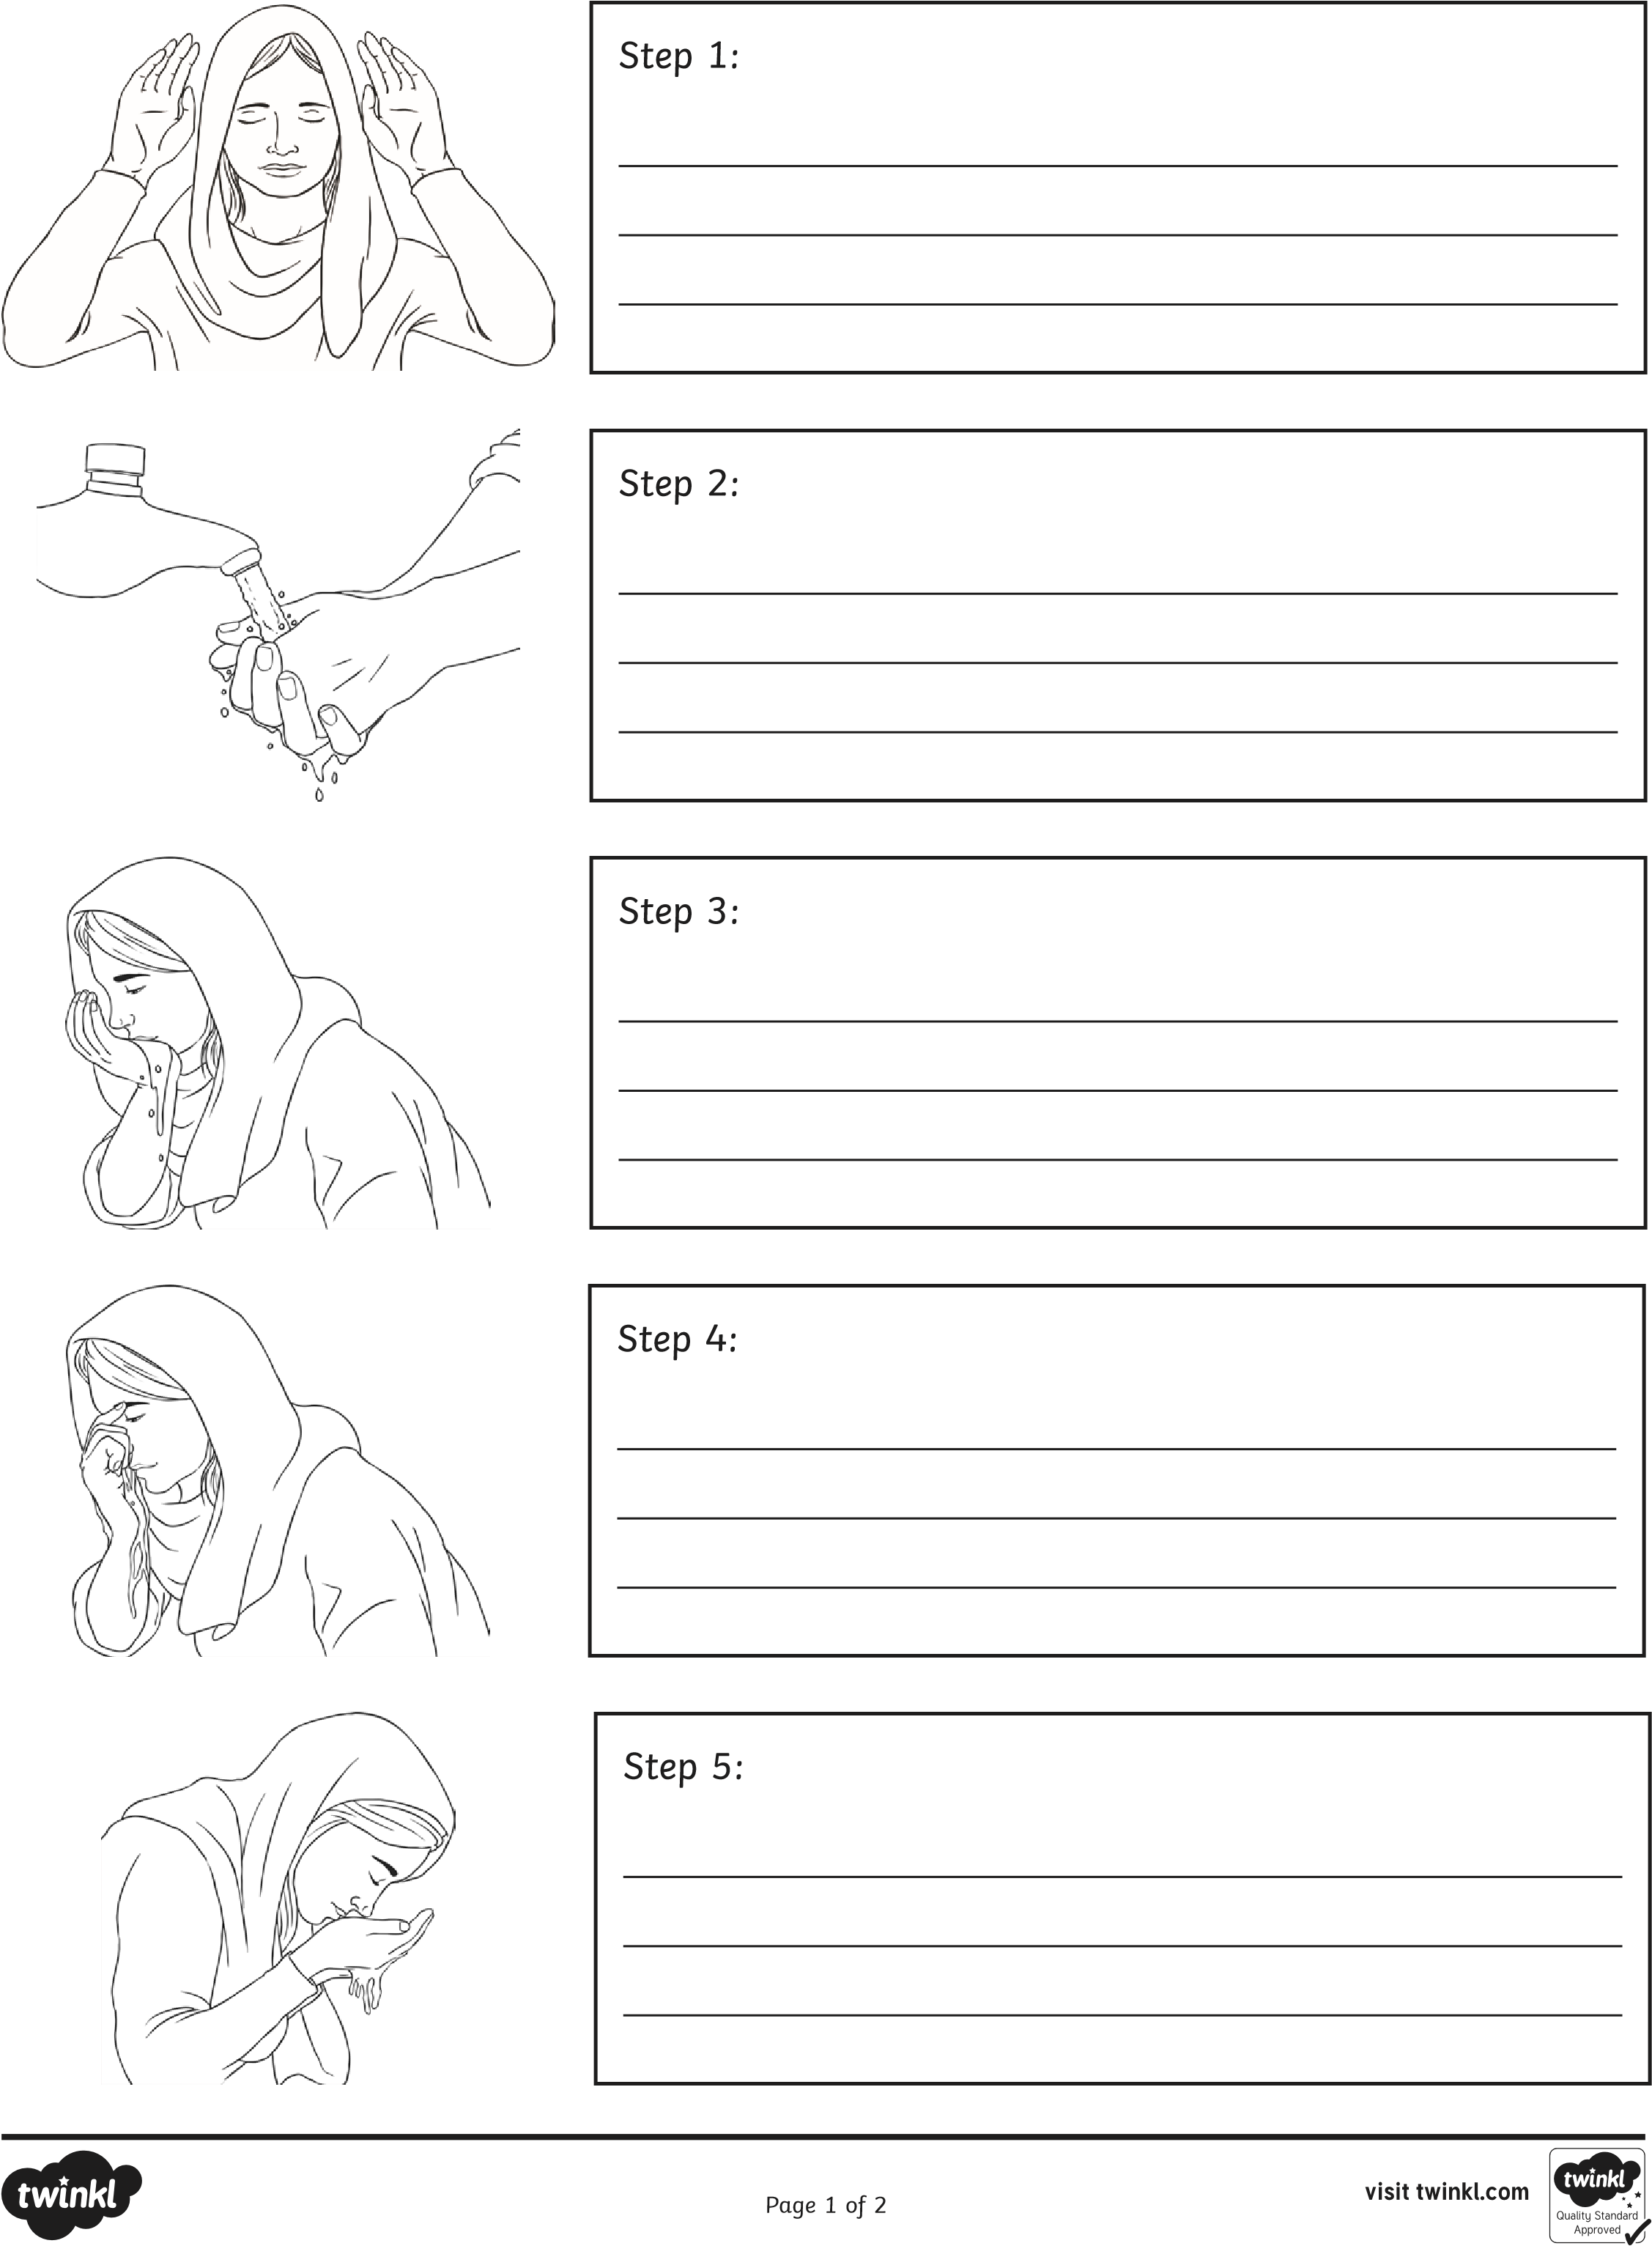 Step 1:
Step 2:
Step 3:
Step 4:
Step 5:
twinkl
Page 1 of 2
visit twinkl.com
twinkl
Quality Standard
Approved